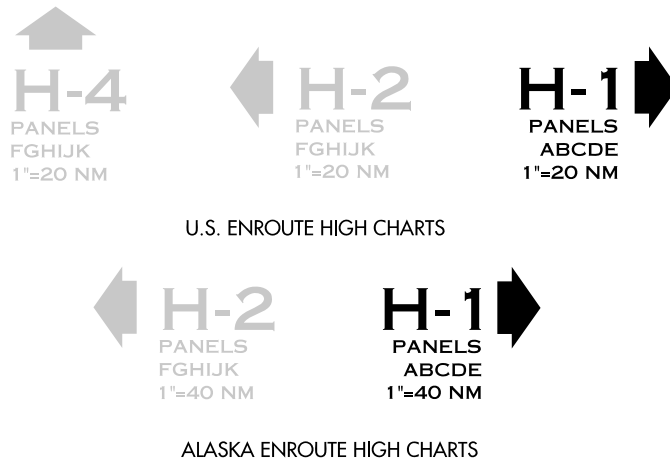 H-4
PANELS
FGHIJK
1"=20 NM
H-2
PANELS
FGHIJK
1"=20 NM
H-1
PANELS
ABCDE
1"=20 NM
U.S. ENROUTE HIGH CHARTS
H-2
PANELS
FGHIJK
1"=40 NM
H-1
PANELS
ABCDE
1"=40 NM
ALASKA ENROUTE HIGH CHARTS